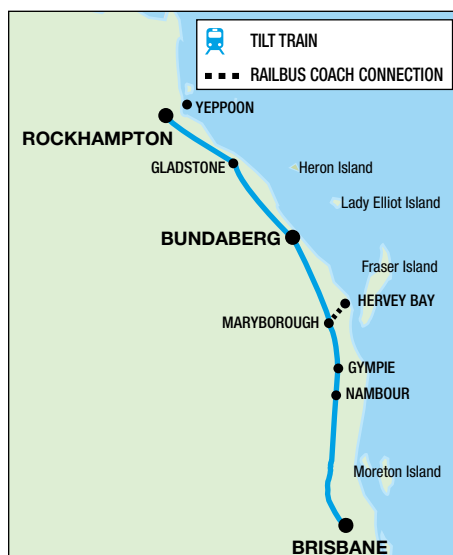 TILT TRAIN
RAILBUS COACH CONNECTION
YEPPOON
ROCKHAMPTON
GLADSTONE
Heron Island
Lady Elliot Island
BUNDABERG
Fraser Island
HERVEY BAY
MARYBOROUGH
GYMPIE
NAMBOUR
Moreton Island
BRISBANE